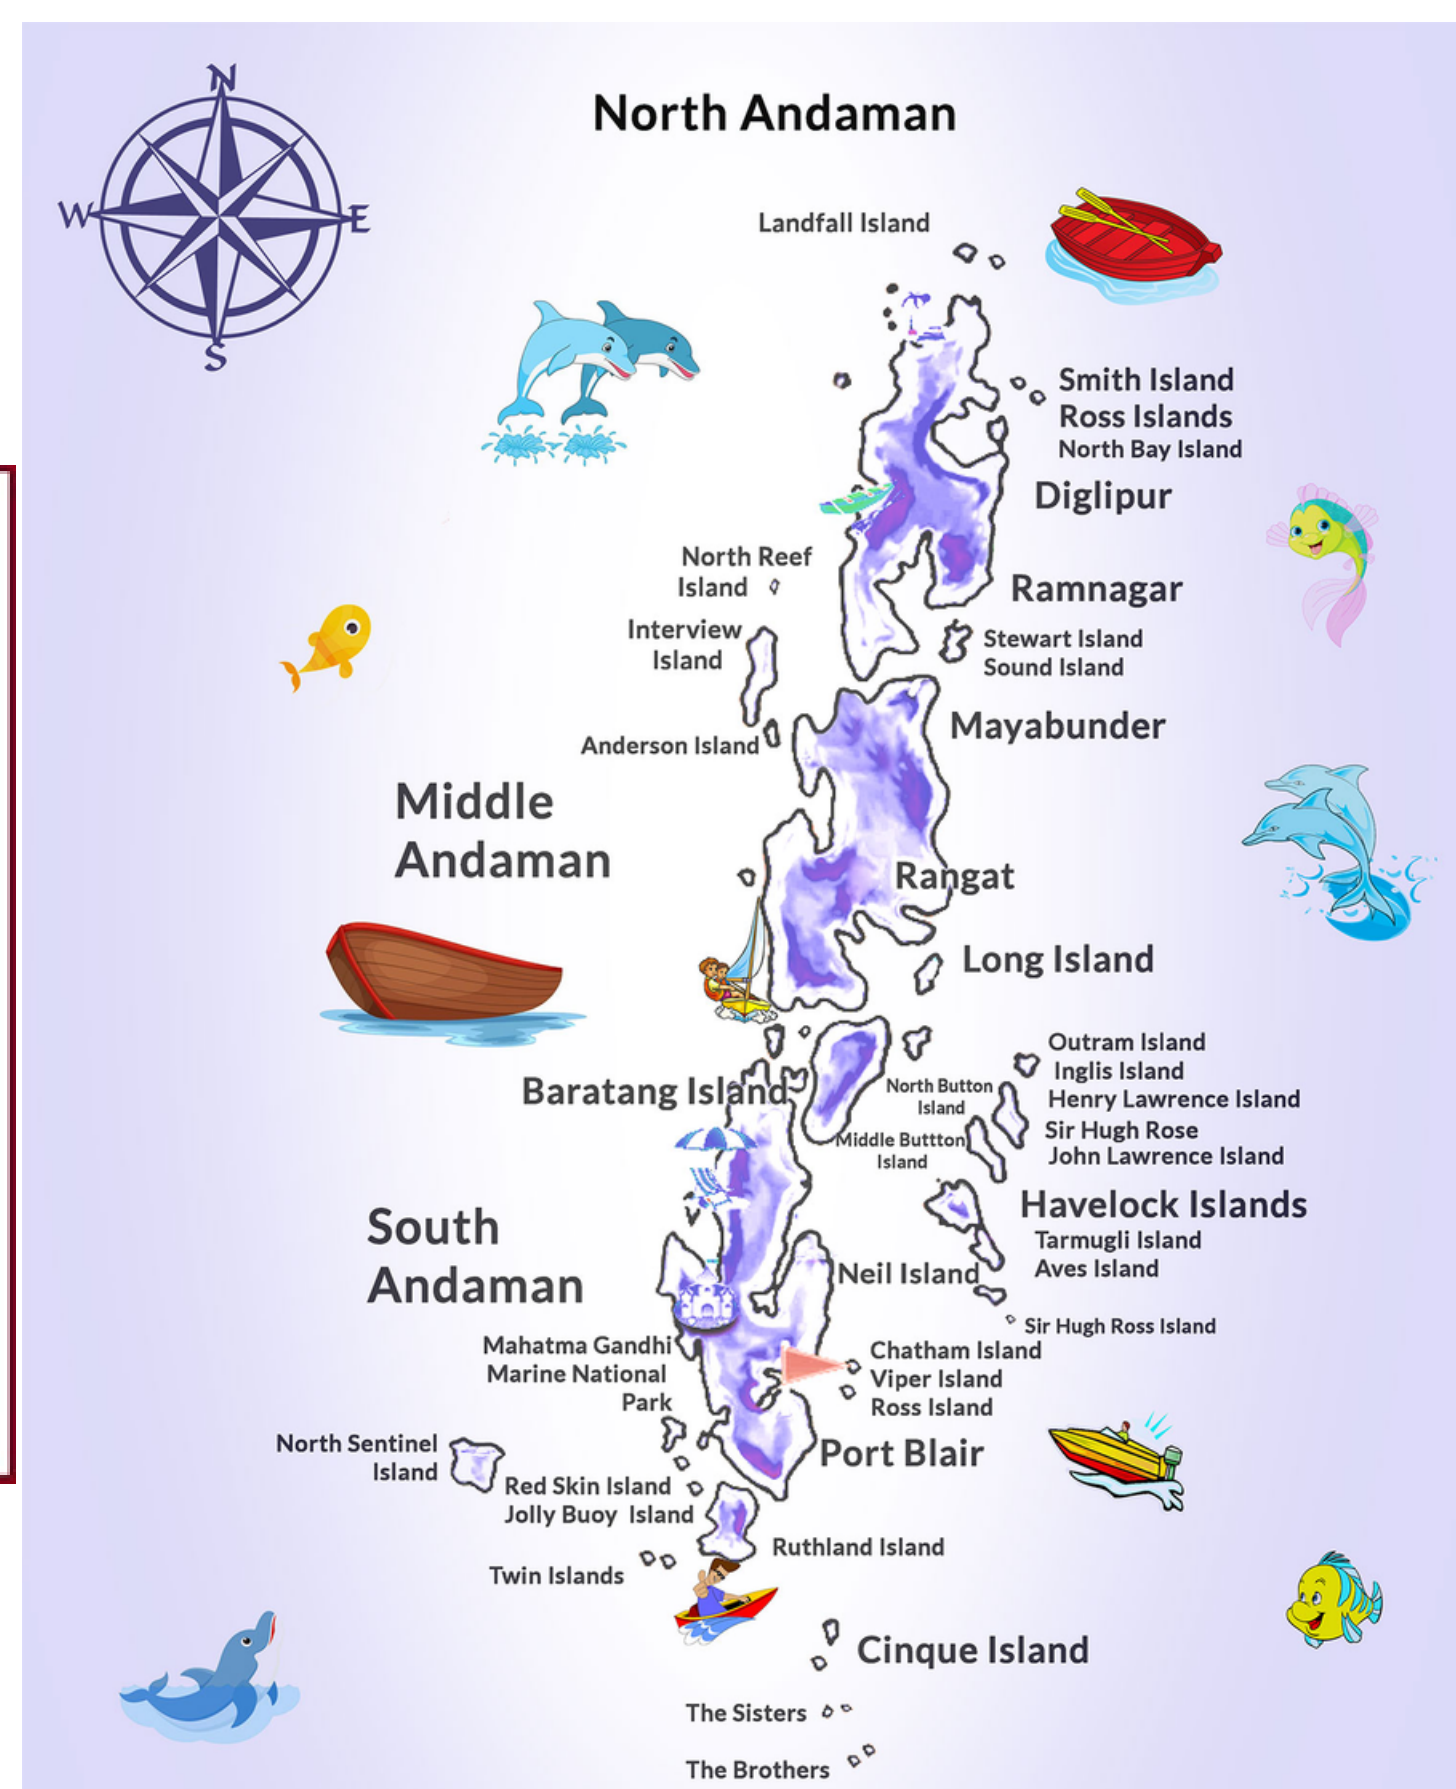 N
W
E
S
North Andaman
Landfall Island
Smith Island
Ross Islands
North Bay Island
Diglipur
North Reef
Island
Ramnagar
Interview
Island
Stewart Island
Sound Island
Mayabunder
Anderson Island
Middle
Andaman
Rangat
Long Island
Outram Island
Inglis Island
Henry Lawrence Island
Sir Hugh Rose
John Lawrence Island
Baratang Island
North Button
Island
Middle Buttton
Island
Havelock Islands
Tarmugli Island
Aves Island
South
Andaman
Neil Island
Sir Hugh Ross Island
Mahatma Gandhi
Marine National
Park
Chatham Island
Viper Island
Ross Island
North Sentinel
Island
Port Blair
Red Skin Island
Jolly Buoy Island
Ruthland Island
Twin Islands
Cinque Island
The Sisters
The Brothers